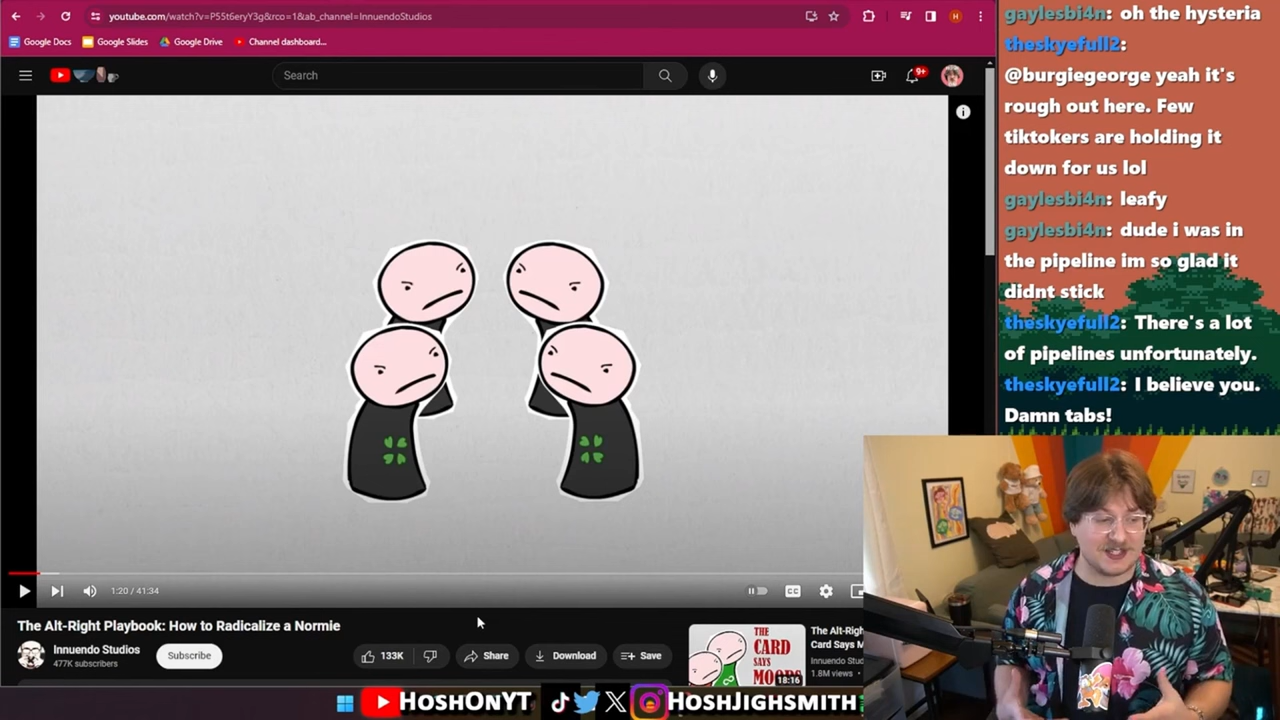 youtube.com/watch?v=P55t6eryY3g&rco=1&ab_channel=InnuendoStudios
Google Docs
Google Slides
Google Drive
Channel dashboard...
Search
9+
H
1:20 / 41:34
CC
The Alt-Right Playbook: How to Radicalize a Normie
Innuendo Studios
477K subscribers
Subscribe
133K
Share
Download
Save
THE
CARD
SAYS
MOOPS
18:16
The Alt-Rig
Card Says M
Innuendo Stud
1.8M views •
HoshOnYT
HoshJighsmith
gaylesbi4n: oh the hysteria
theskyefull2:
@burgiegeorge yeah it's
rough out here. Few
tiktokers are holding it
down for us lol
gaylesbi4n: leafy
gaylesbi4n: dude i was in
the pipeline im so glad it
didnt stick
theskyefull2: There's a lot
of pipelines unfortunately.
theskyefull2: I believe you.
Damn tabs!